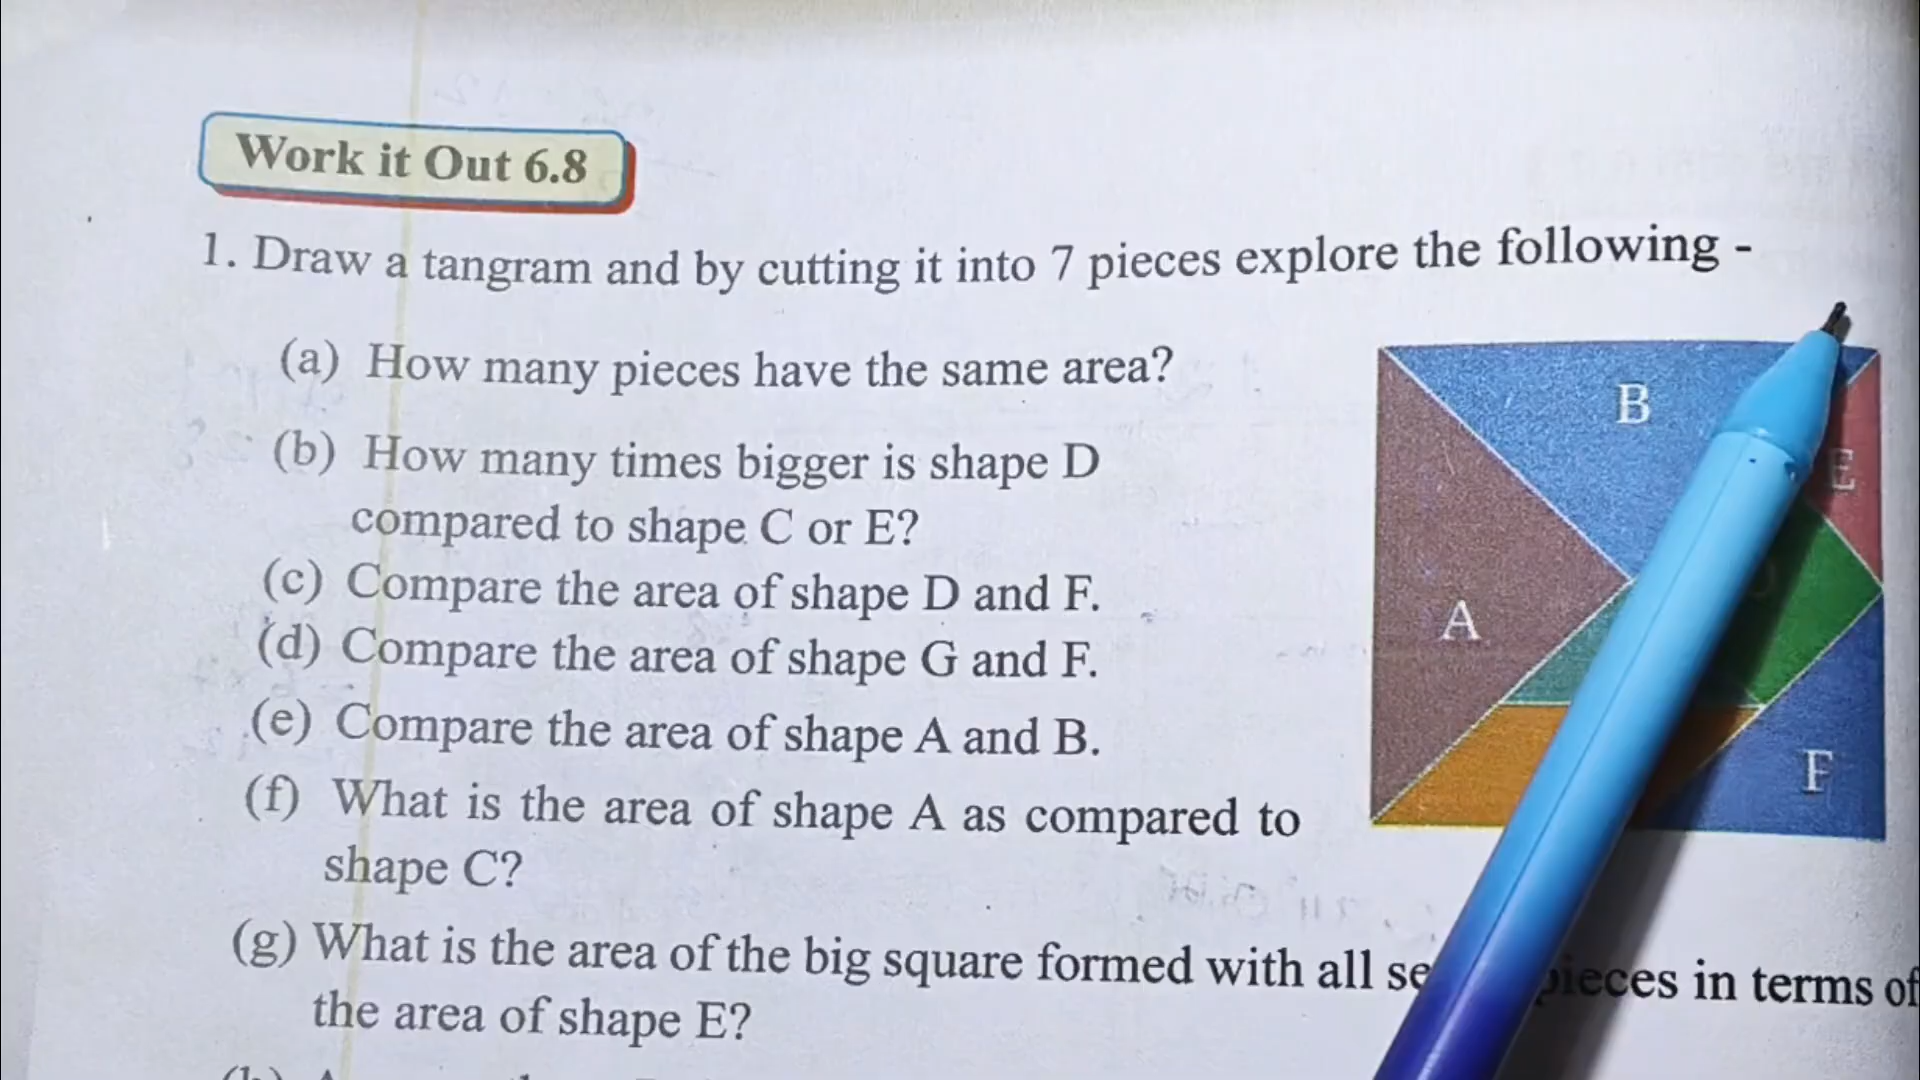 Work it Out 6.8
1. Draw a tangram and by cutting it into 7 pieces explore the following -
(a) How many pieces have the same area?
(b) How many times bigger is shape D
compared to shape C or E?
(c) Compare the area of shape D and F.
(d) Compare the area of shape G and F.
(e) Compare the area of shape A and B.
(f) What is the area of shape A as compared to
shape C?
(g) What is the area of the big square formed with all pieces in terms of
the area of shape E?
B
E
A
F